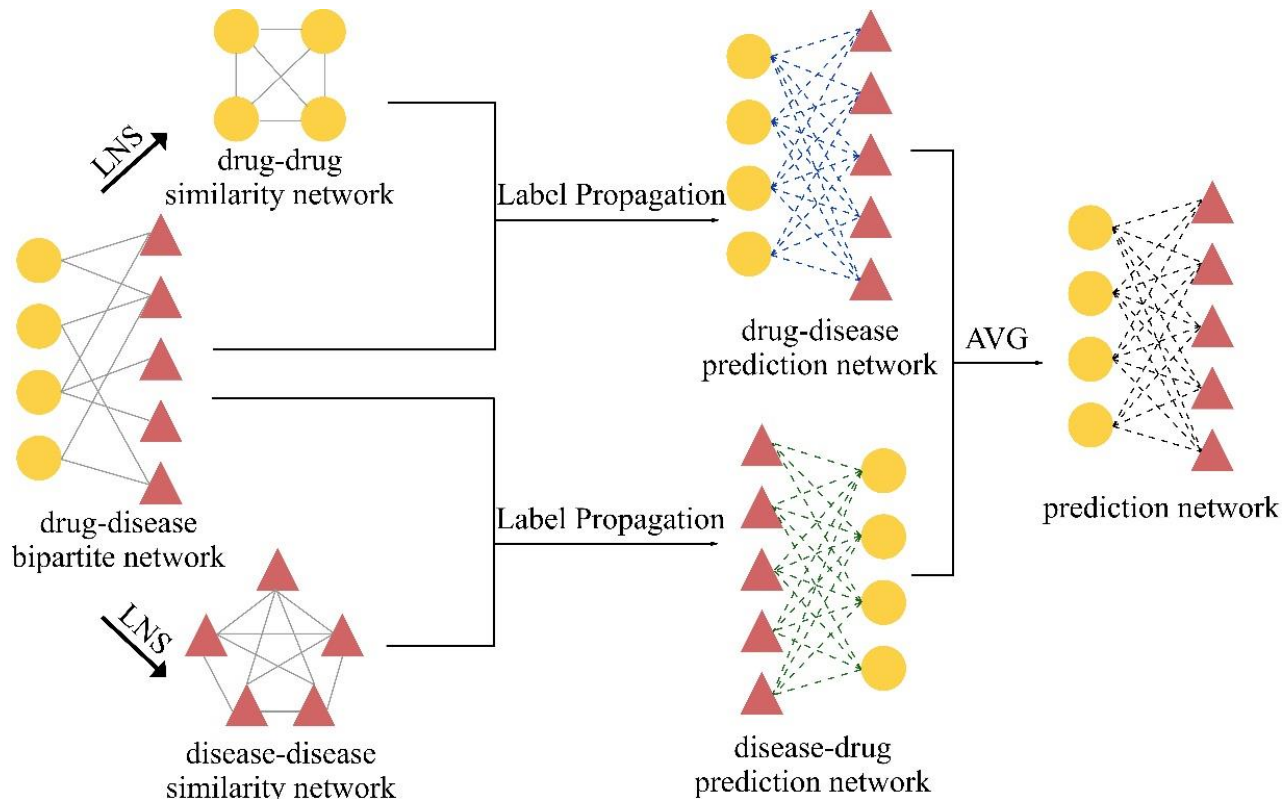 LNS
drug-drug
similarity network
Label Propagation
drug-disease
prediction network
AVG
prediction network
drug-disease
bipartite network
LNS
Label Propagation
disease-disease
similarity network
disease-drug
prediction network